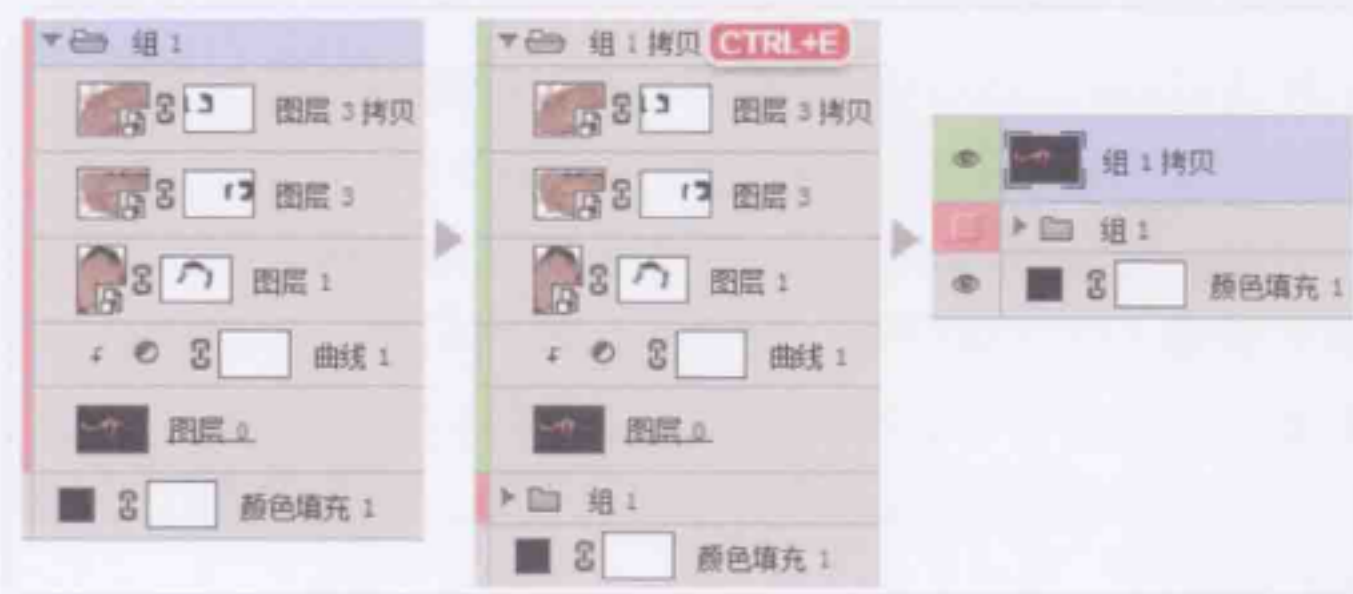 组 1
图层 3 拷贝
图层 3
图层 1
曲线 1
图层 0
颜色填充 1
组 1 拷贝 CTRL+E
图层 3 拷贝
图层 3
图层 1
曲线 1
图层 0
组 1
颜色填充 1
组 1 拷贝
组 1
颜色填充 1